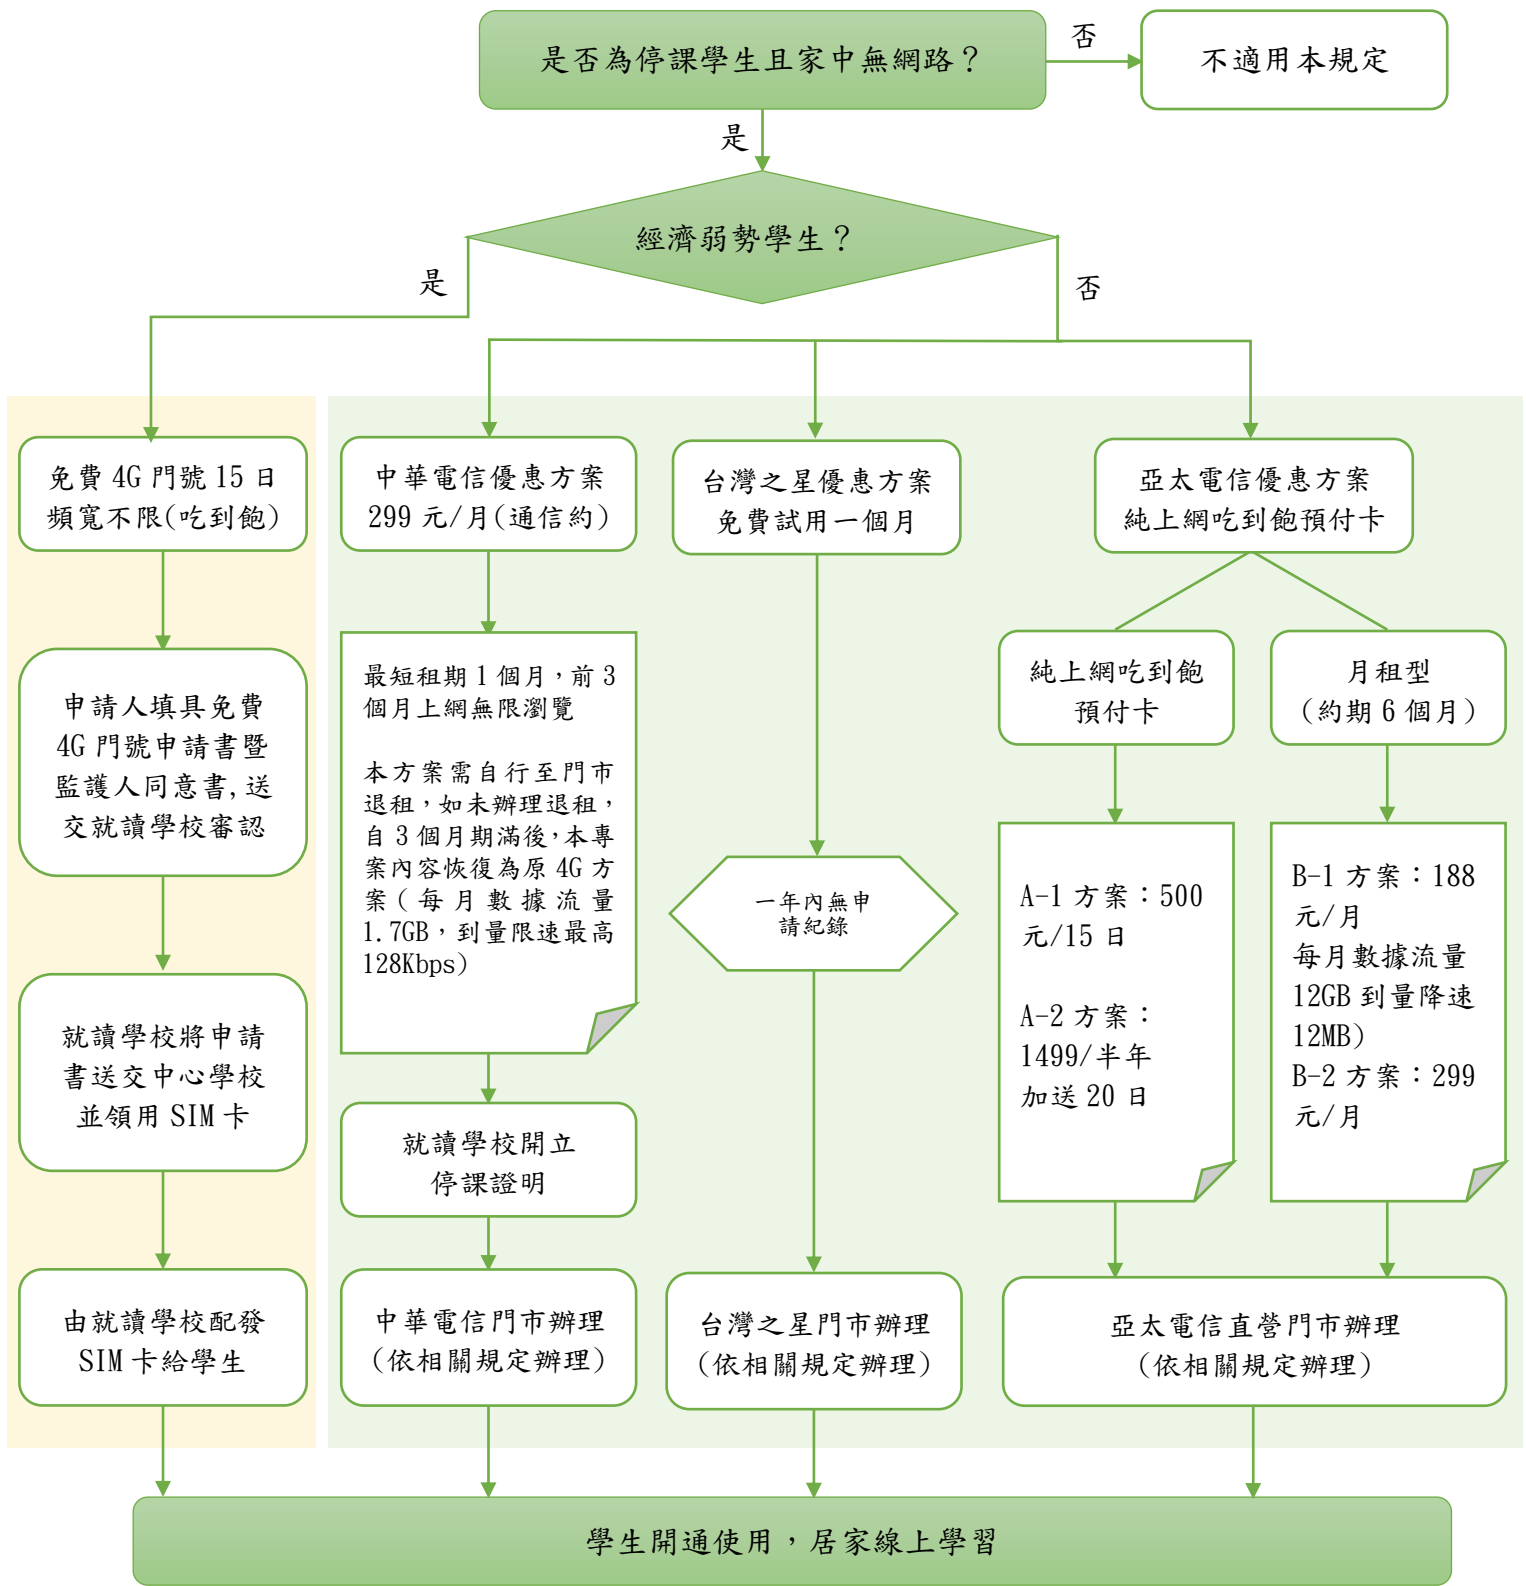 是否為停課學生且家中無網路？
否
不適用本規定
是
經濟弱勢學生？
是
否
免費 4G 門號 15 日
頻寬不限(吃到飽)
申請人填具免費
4G 門號申請書暨
監護人同意書,送
交就讀學校審認
就讀學校將申請
書送交中心學校
並領用 SIM 卡
由就讀學校配發
SIM 卡給學生
中華電信優惠方案
299 元/月(通信約)
最短租期 1 個月，前 3
個月上網無限瀏覽
本方案需自行至門市
退租，如未辦理退租，
自 3 個月期滿後，本專
案內容恢復為原 4G 方
案（每月數據流量
1.7GB，到量限速最高
128Kbps）
就讀學校開立
停課證明
中華電信門市辦理
(依相關規定辦理)
台灣之星優惠方案
免費試用一個月
一年內無申
請紀錄
台灣之星門市辦理
(依相關規定辦理)
亞太電信優惠方案
純上網吃到飽預付卡
純上網吃到飽
預付卡
A-1 方案：500
元/15 日
A-2 方案：
1499/半年
加送 20 日
月租型
(約期 6 個月)
B-1 方案：188
元/月
每月數據流量
12GB 到量降速
12MB）
B-2 方案：299
元/月
亞太電信直營門市辦理
(依相關規定辦理)
學生開通使用，居家線上學習